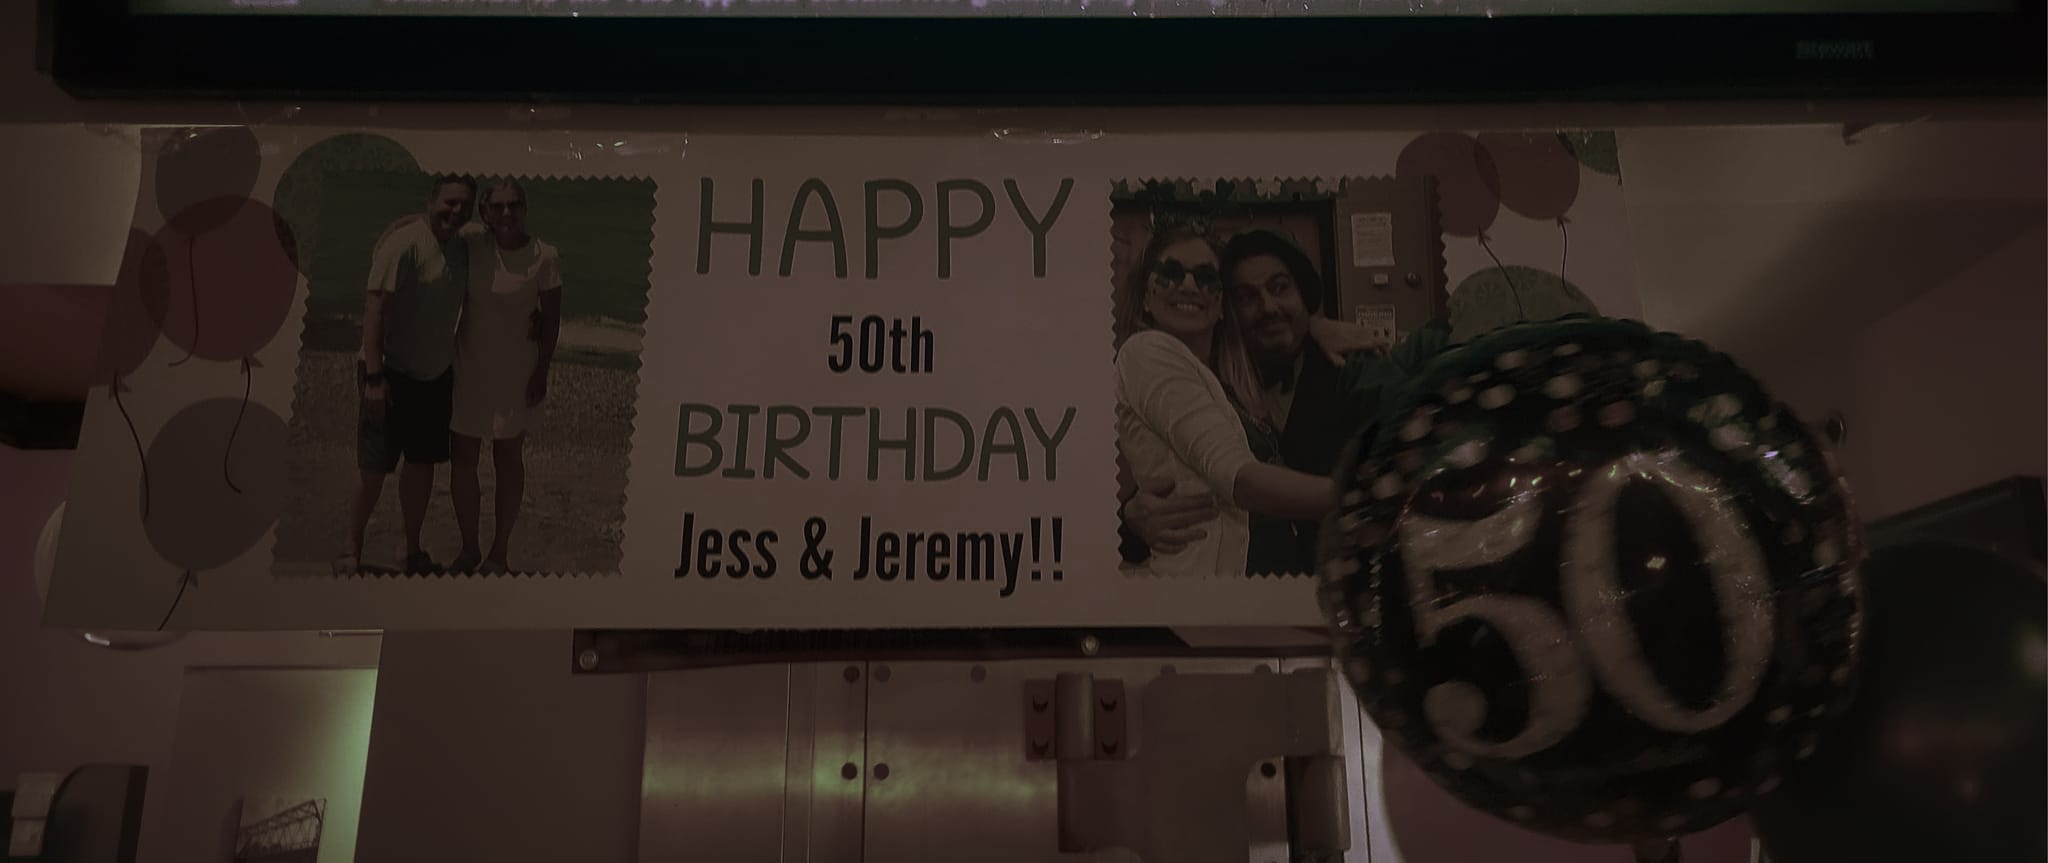 Stewart
HAPPY
50th
BIRTHDAY
Jess & Jeremy!!
50